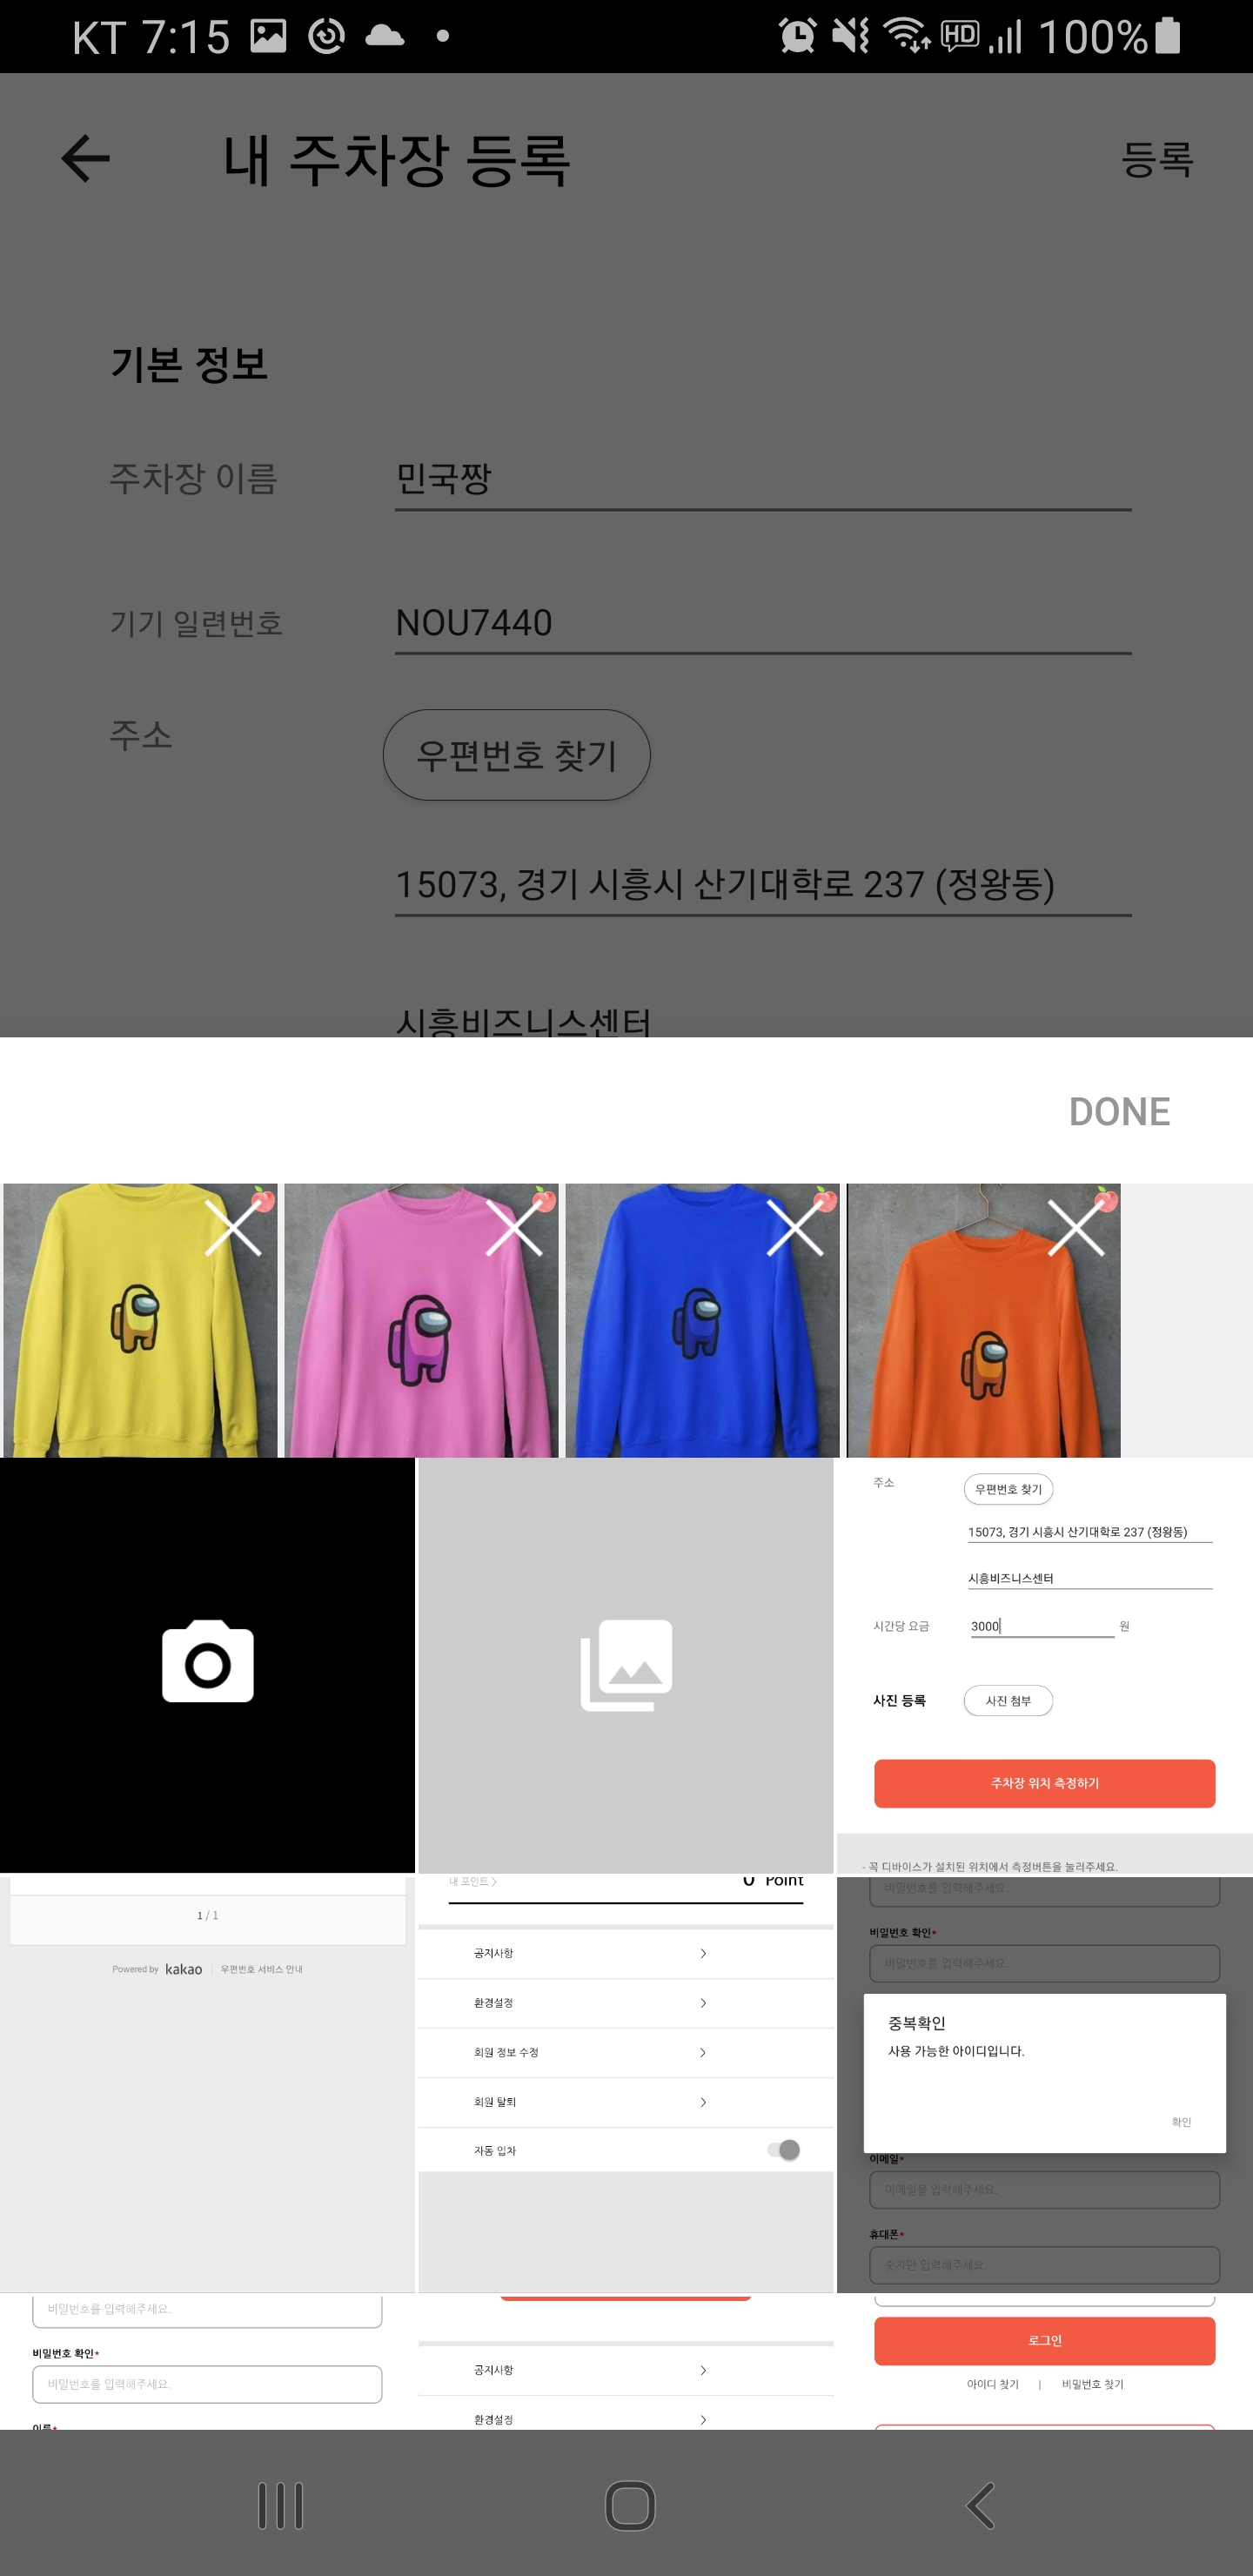 KT 7:15
HD
100%
내 주차장 등록
등록
기본 정보
주차장 이름
민국짱
기기 일련번호
NOU7440
주소
우편번호 찾기
15073, 경기 시흥시 산기대학로 237 (정왕동)
시흥비즈니스센터
DONE
주소
우편번호 찾기
15073, 경기 시흥시 산기대학로 237 (정왕동)
시흥비즈니스센터
시간당 요금
3000
원
사진 등록
사진 첨부
주차장 위치 측정하기
- 꼭 디바이스가 설치된 위치에서 측정버튼을 눌러주세요.
1 / 1
Powered by kakao | 우편번호 서비스 안내
내 포인트 >
0 Point
공지사항 >
환경설정 >
회원 정보 수정 >
회원 탈퇴 >
자동 입차
비밀번호를 입력해주세요.
비밀번호 확인*
비밀번호를 입력해주세요.
중복확인
사용 가능한 아이디입니다.
확인
이메일*
이메일을 입력해주세요.
휴대폰*
숫자만 입력해주세요.
비밀번호를 입력해주세요.
비밀번호 확인*
비밀번호를 입력해주세요.
이름*
공지사항 >
환경설정 >
로그인
아이디 찾기 | 비밀번호 찾기